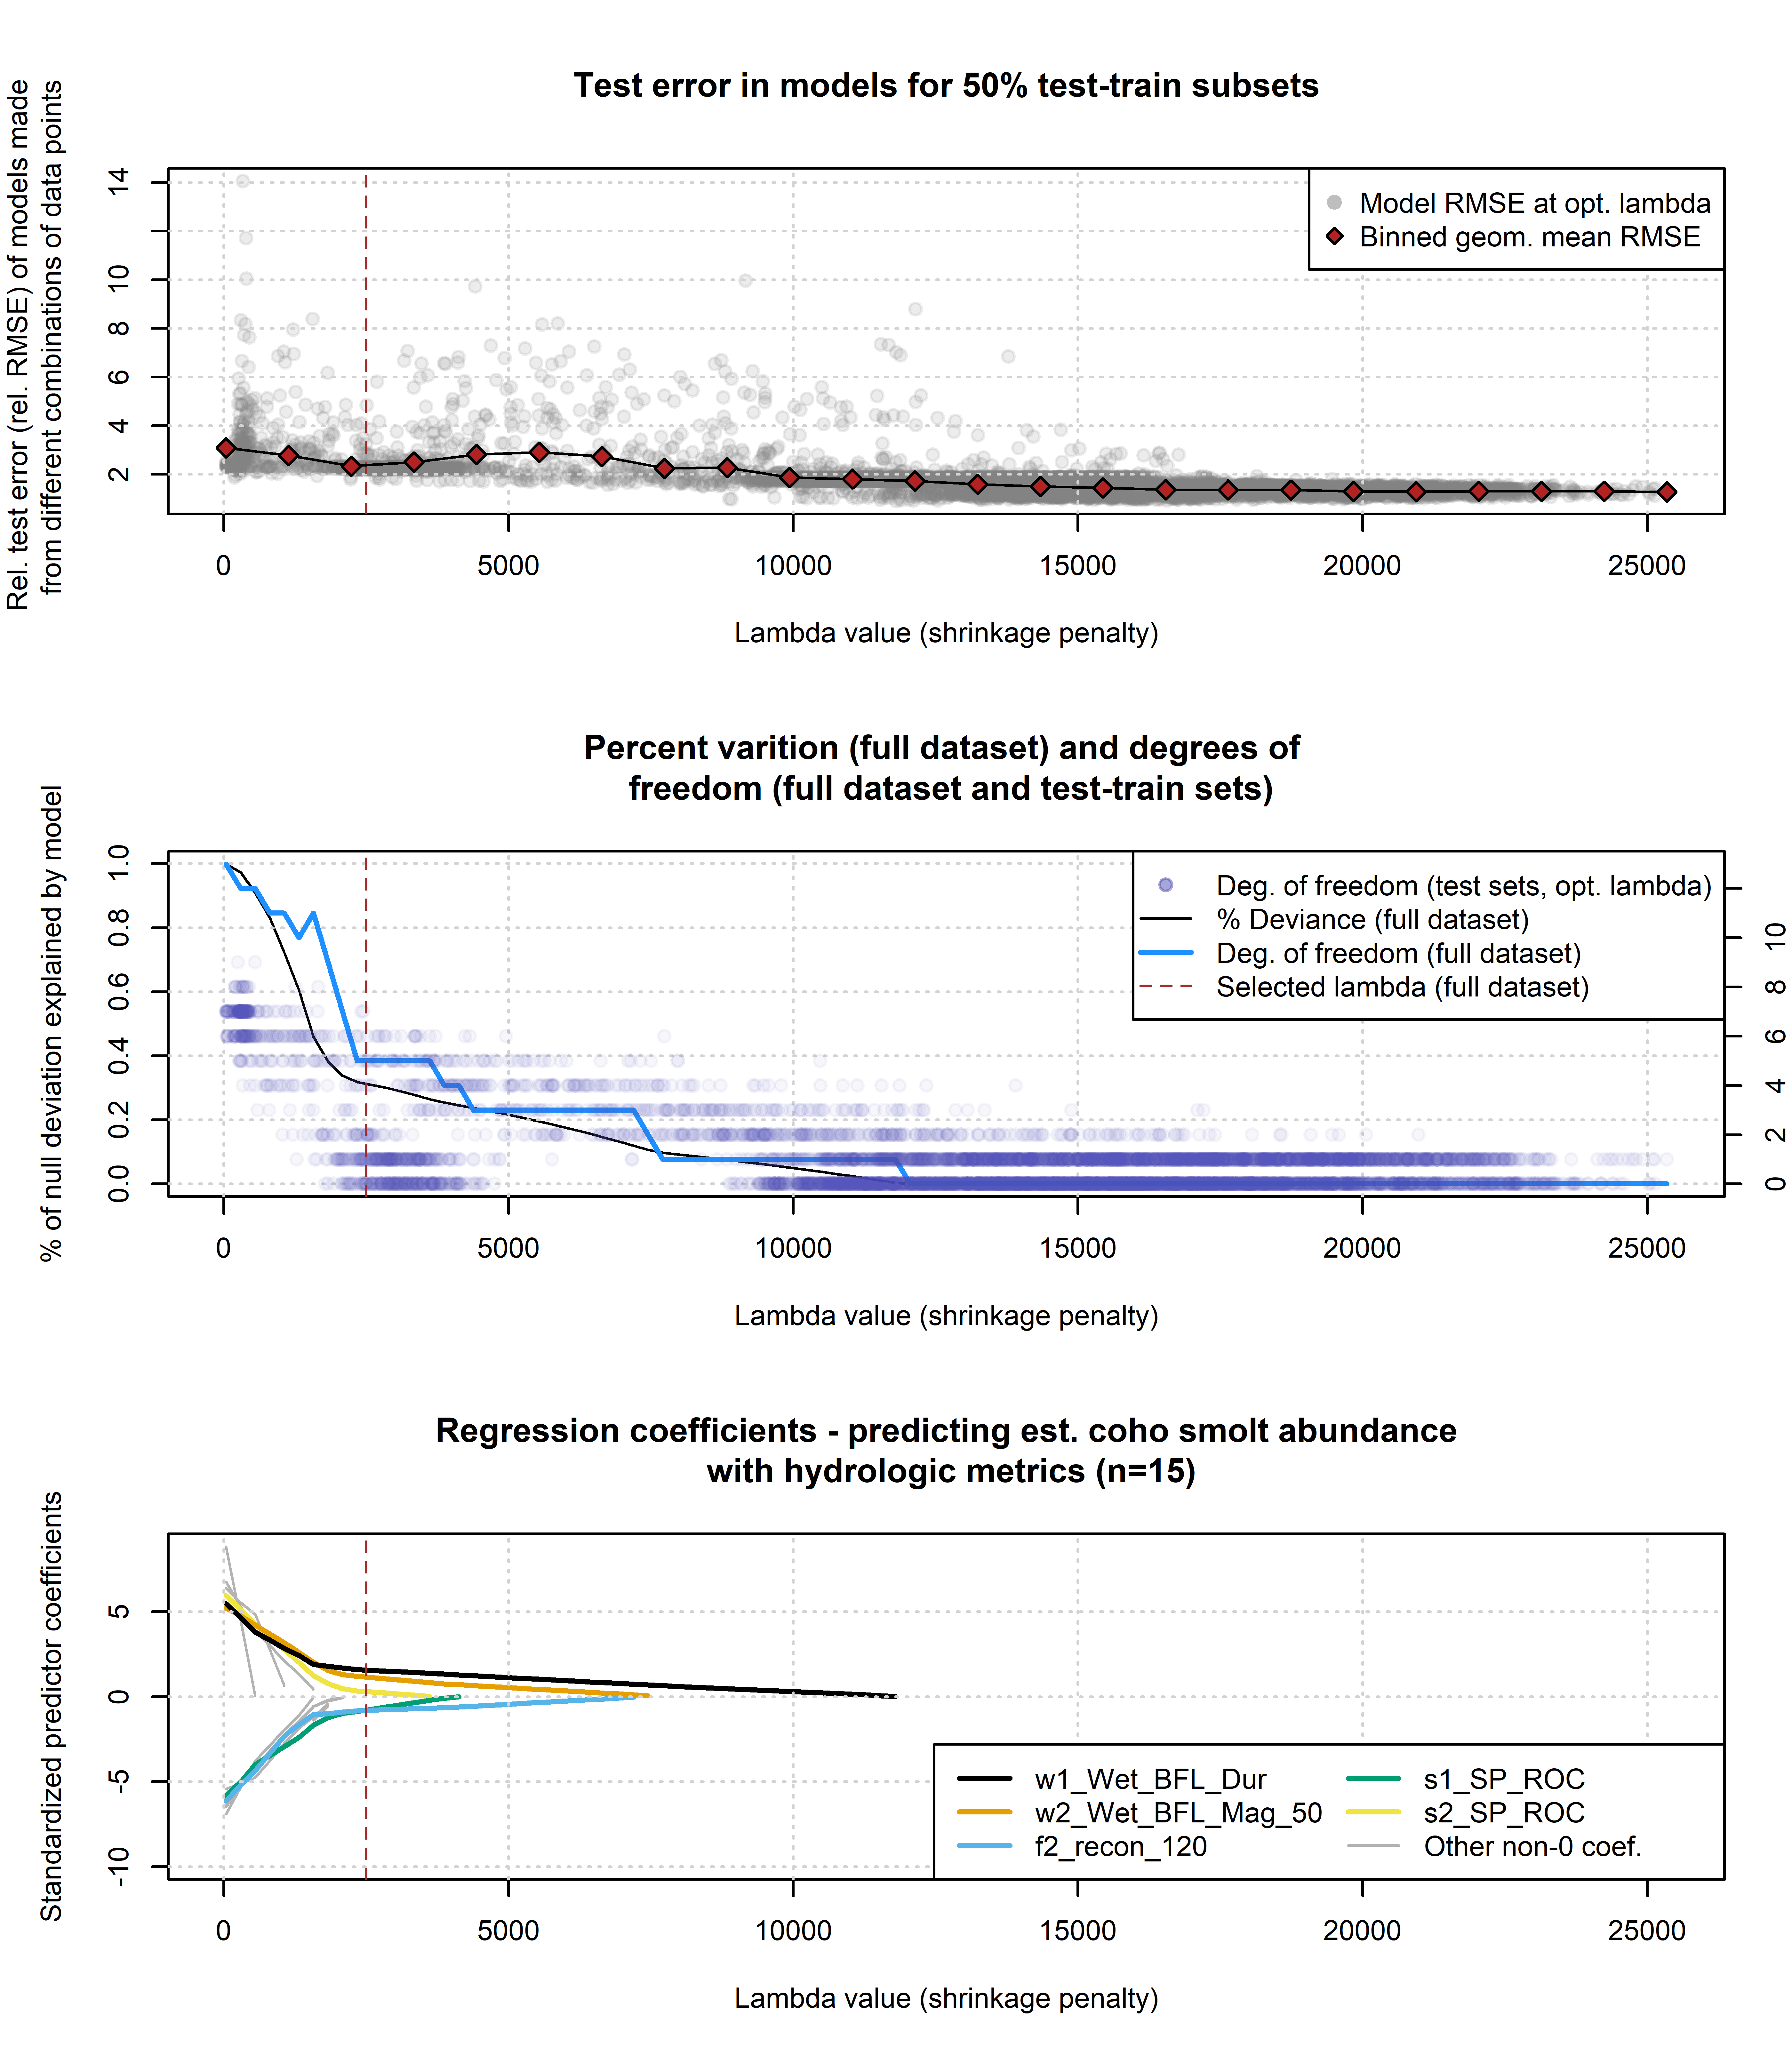 Test error in models for 50% test-train subsets
Rel. test error (rel. RMSE) of models made
from different combinations of data points
14
10
8
6
4
2
Model RMSE at opt. lambda
Binned geom. mean RMSE
0 5000 10000 15000 20000 25000
Lambda value (shrinkage penalty)
Percent varition (full dataset) and degrees of
freedom (full dataset and test-train sets)
% of null deviation explained by model
1.0
0.8
0.6
0.4
0.2
0.0
Deg. of freedom (test sets, opt. lambda)
% Deviance (full dataset)
Deg. of freedom (full dataset)
Selected lambda (full dataset)
10
8
6
4
2
0
0 5000 10000 15000 20000 25000
Lambda value (shrinkage penalty)
Regression coefficients - predicting est. coho smolt abundance
with hydrologic metrics (n=15)
Standardized predictor coefficients
5
0
-5
-10
w1_Wet_BFL_Dur
w2_Wet_BFL_Mag_50
f2_recon_120
s1_SP_ROC
s2_SP_ROC
Other non-0 coef.
0 5000 10000 15000 20000 25000
Lambda value (shrinkage penalty)